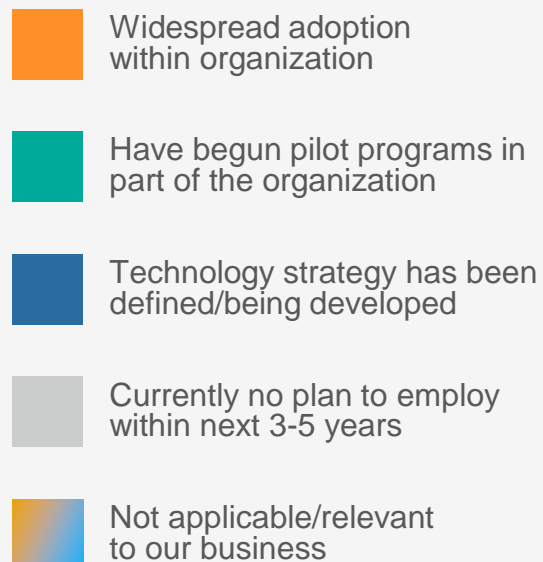 Widespread adoption
within organization
Have begun pilot programs in
part of the organization
Technology strategy has been
defined/being developed
Currently no plan to employ
within next 3-5 years
Not applicable/relevant
to our business